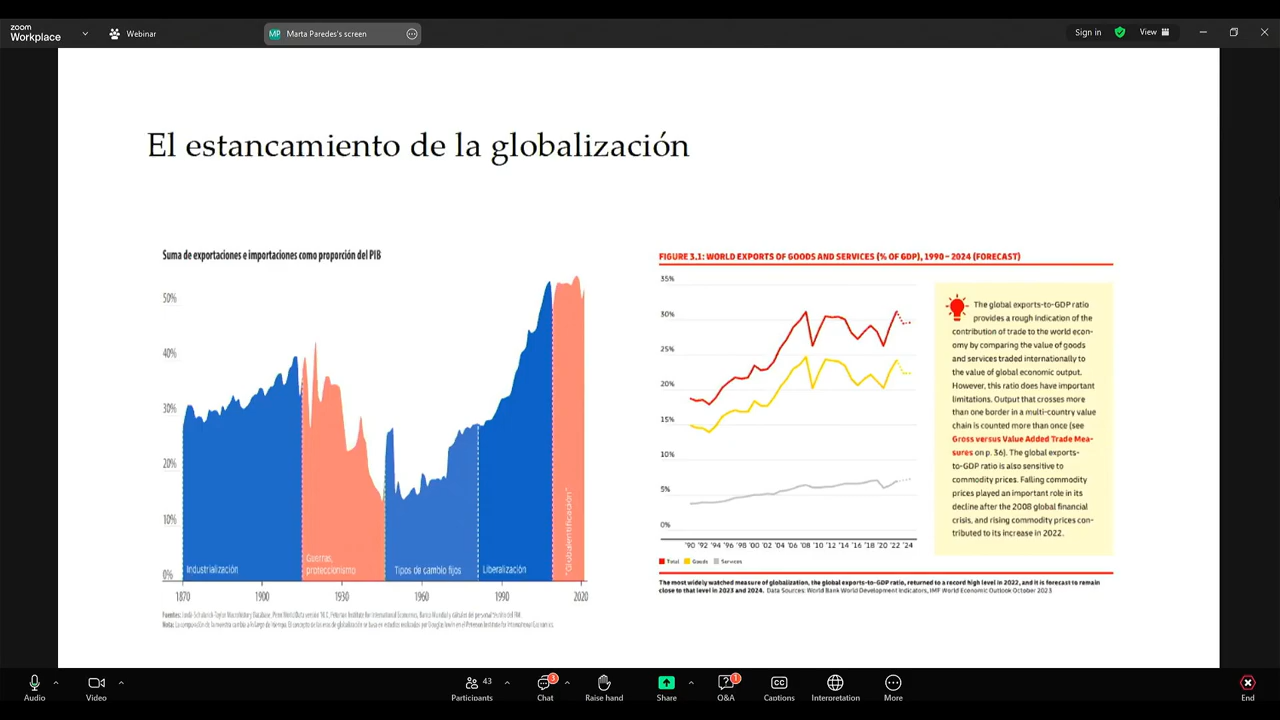 zoom
Workplace
Webinar
MP
Marta Paredes's screen
Sign in
View
El estancamiento de la globalización
Suma de exportaciones e importaciones como proporción del PIB
50%
40%
30%
20%
10%
0%
Industrialización
Guerras,
proteccionismo
Tipos de cambio fijos
Liberalización
"Globalentificación"
1870
1900
1930
1960
1990
2020
FIGURE 3.1: WORLD EXPORTS OF GOODS AND SERVICES (% OF GDP), 1990 – 2024 (FORECAST)
35%
30%
25%
20%
15%
10%
5%
0%
'90 '92 '94 '96 '98 '00 '02 '04 '06 '08 '10 '12 '14 '16 '18 '20 '22 '24
Total Goods Services
The global exports-to-GDP ratio
provides a rough indication of the
contribution of trade to the world econ-
omy by comparing the value of goods
and services traded internationally to
the value of global economic output.
However, this ratio does have important
limitations. Output that crosses more
than one border in a multi-country value
chain is counted more than once (see
Gross versus Value Added Trade Mea-
sures on p. 36). The global exports-
to-GDP ratio is also sensitive to
commodity prices. Falling commodity
prices played an important role in its
decline after the 2008 global financial
crisis, and rising commodity prices con-
tributed to its increase in 2022.
The most widely watched measure of globalization, the global exports-to-GDP ratio, returned to a record high level in 2022, and it is forecast to remain
close to that level in 2023 and 2024. Data Sources: World Bank World Development Indicators, IMF World Economic Outlook October 2023
Audio
Video
Participants
43
Chat
3
Raise hand
Share
Q&A
1
CC
Captions
Interpretation
More
End